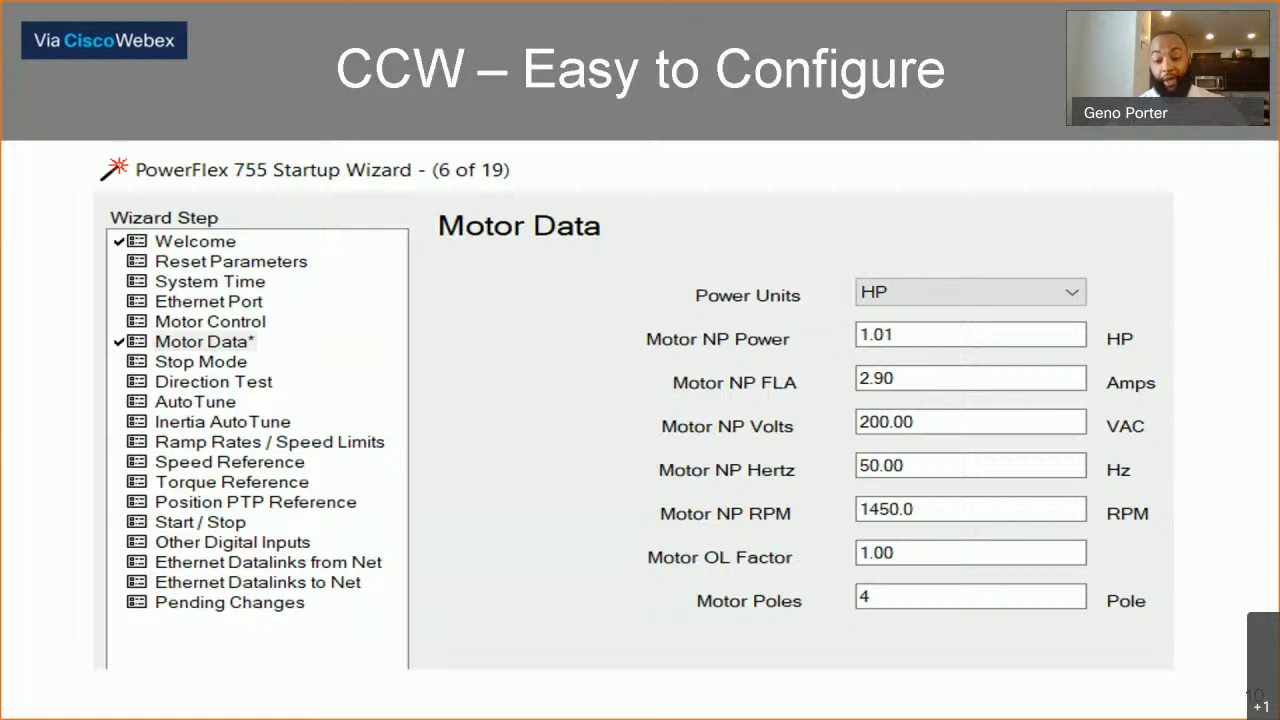 Via CiscoWebex
CCW – Easy to Configure
Geno Porter
PowerFlex 755 Startup Wizard - (6 of 19)
Wizard Step
Welcome
Reset Parameters
System Time
Ethernet Port
Motor Control
Motor Data*
Stop Mode
Direction Test
AutoTune
Inertia AutoTune
Ramp Rates / Speed Limits
Speed Reference
Torque Reference
Position PTP Reference
Start / Stop
Other Digital Inputs
Ethernet Datalinks from Net
Ethernet Datalinks to Net
Pending Changes
Motor Data
Power Units HP
Motor NP Power 1.01 HP
Motor NP FLA 2.90 Amps
Motor NP Volts 200.00 VAC
Motor NP Hertz 50.00 Hz
Motor NP RPM 1450.0 RPM
Motor OL Factor 1.00
Motor Poles 4 Pole
10
+1